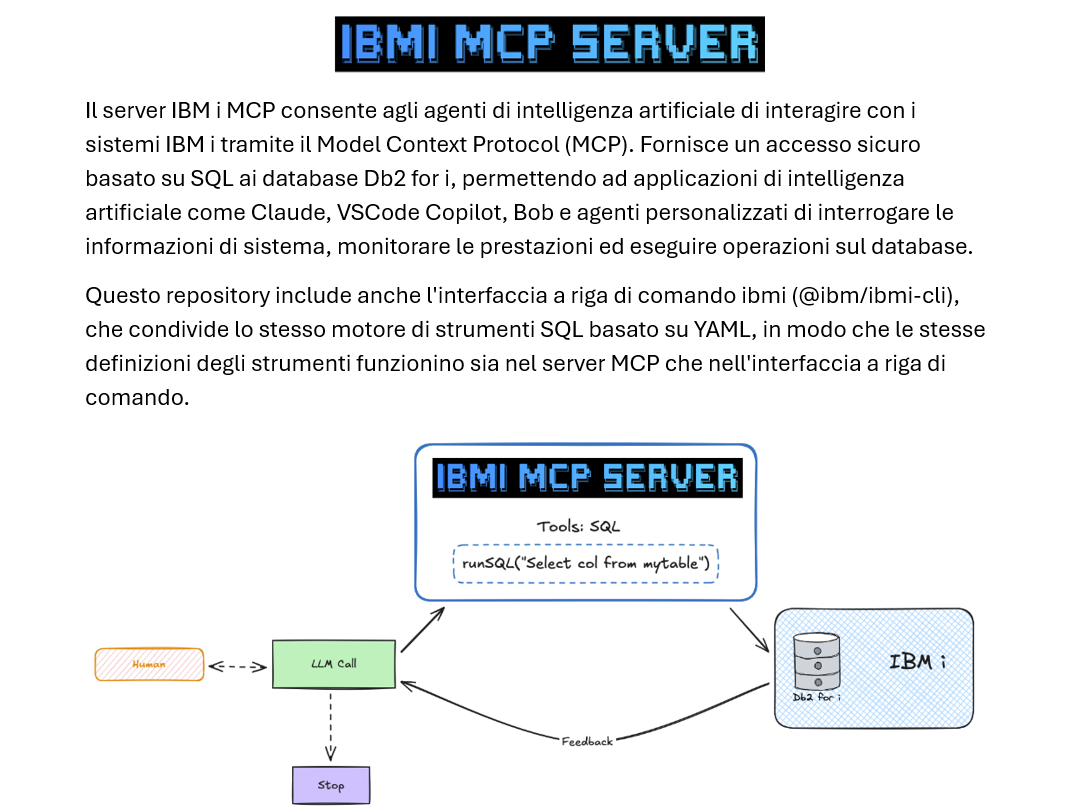 IBMI MCP SERVER
Il server IBM i MCP consente agli agenti di intelligenza artificiale di interagire con i
sistemi IBM i tramite il Model Context Protocol (MCP). Fornisce un accesso sicuro
basato su SQL ai database Db2 for i, permettendo ad applicazioni di intelligenza
artificiale come Claude, VSCode Copilot, Bob e agenti personalizzati di interrogare le
informazioni di sistema, monitorare le prestazioni ed eseguire operazioni sul database.
Questo repository include anche l'interfaccia a riga di comando ibmi (@ibm/ibmi-cli),
che condivide lo stesso motore di strumenti SQL basato su YAML, in modo che le stesse
definizioni degli strumenti funzionino sia nel server MCP che nell'interfaccia a riga di
comando.
IBMI MCP SERVER
Tools: SQL
runSQL("Select col from mytable")
Human
LLM Call
IBM i
Db2 for i
Feedback
Stop